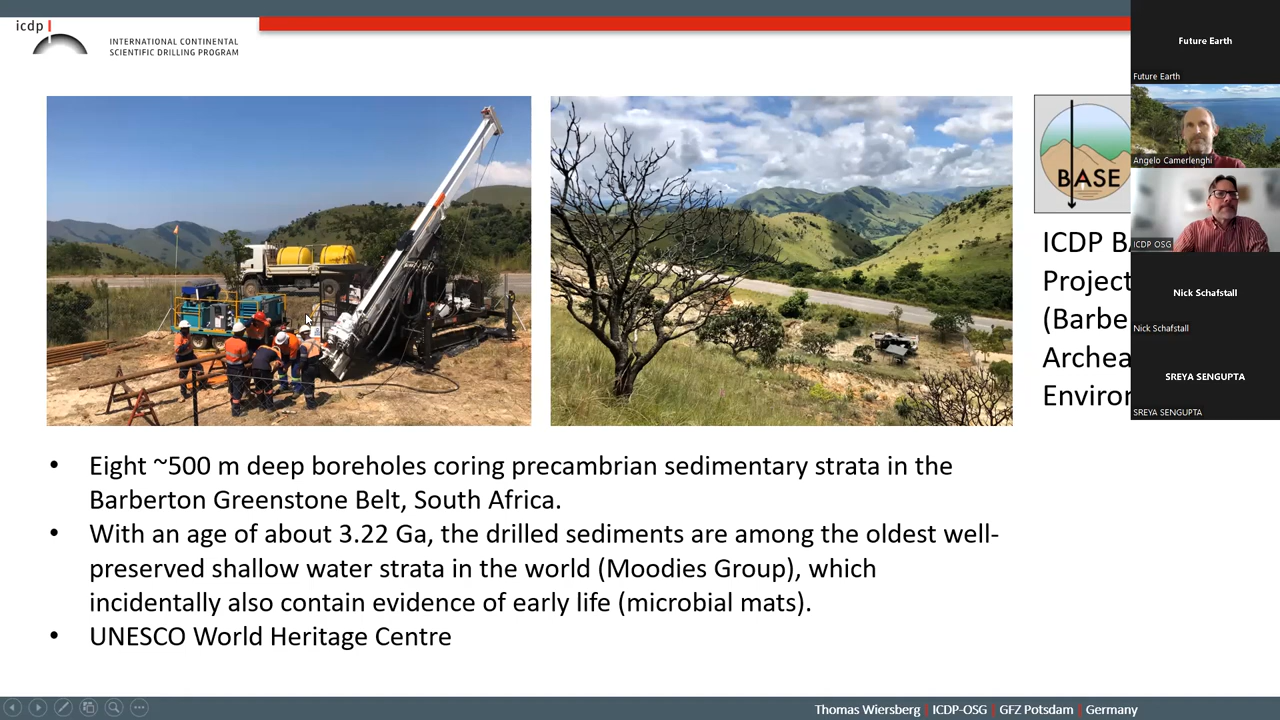 icdp
INTERNATIONAL CONTINENTAL
SCIENTIFIC DRILLING PROGRAM
BASE
ICDP
Project
(Barbe
Archea
Enviror
Future Earth
Future Earth
Angelo Camerlenghi
ICDP OSG
Nick Schafstall
Nick Schafstall
SREYA SENGUPTA
SREYA SENGUPTA
• Eight ~500 m deep boreholes coring precambrian sedimentary strata in the
Barberton Greenstone Belt, South Africa.
• With an age of about 3.22 Ga, the drilled sediments are among the oldest well-
preserved shallow water strata in the world (Moodies Group), which
incidentally also contain evidence of early life (microbial mats).
• UNESCO World Heritage Centre
Thomas Wiersberg | ICDP-OSG | GFZ Potsdam | Germany